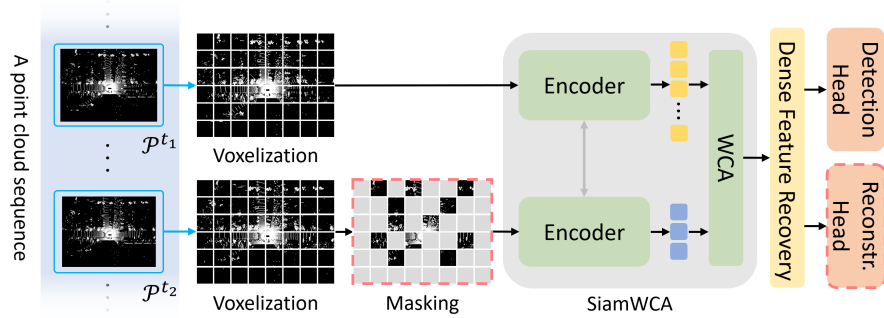 A point cloud sequence
𝒫^{t_1}
Voxelization
𝒫^{t_2}
Voxelization
Masking
Encoder
Encoder
WCA
SiamWCA
Dense Feature Recovery
Detection
Head
Reconstr.
Head